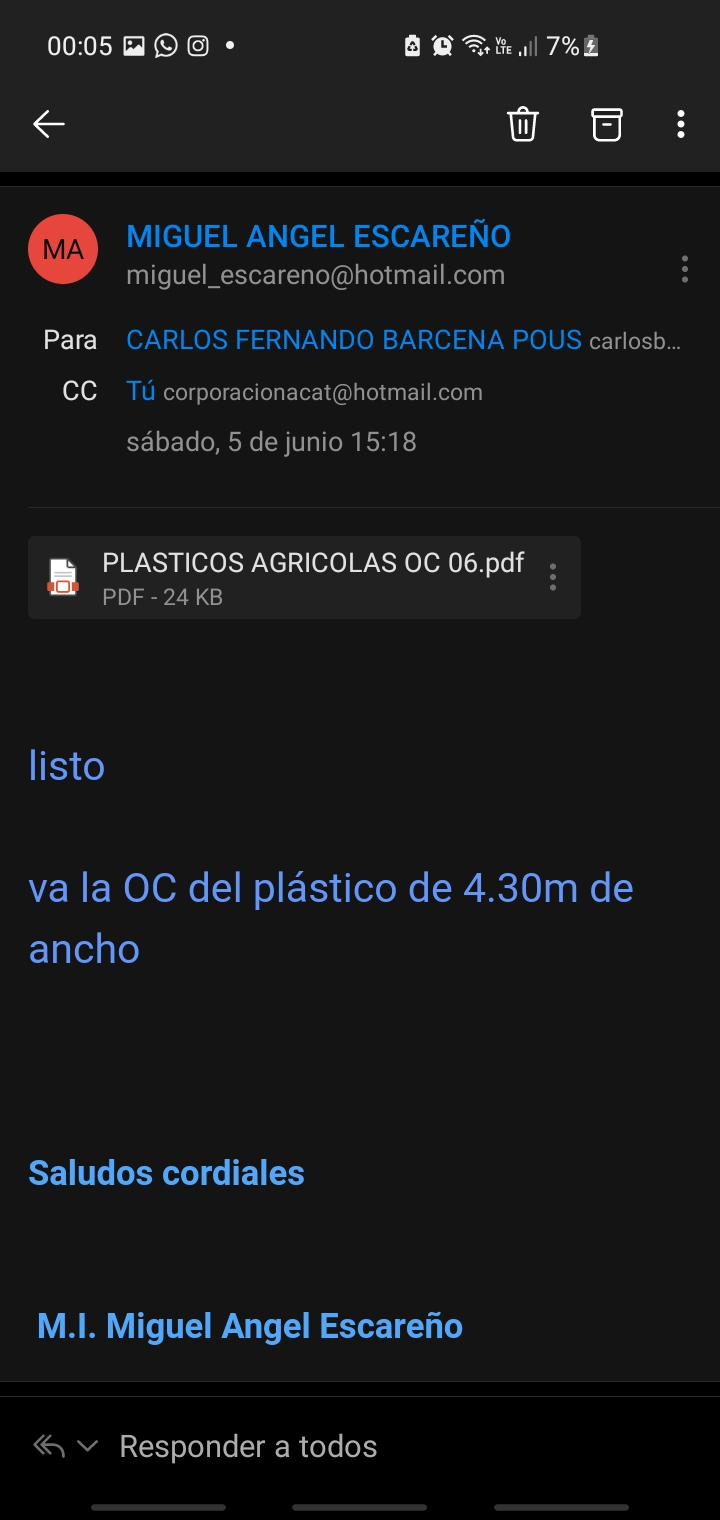 00:05
Vo LTE 7%
MIGUEL ANGEL ESCAREÑO
MA
miguel_escareno@hotmail.com
Para CARLOS FERNANDO BARCENA POUS carlosb...
CC Tú corporacionacat@hotmail.com
sábado, 5 de junio 15:18
PLASTICOS AGRICOLAS OC 06.pdf
PDF - 24 KB
listo
va la OC del plástico de 4.30m de
ancho
Saludos cordiales
M.I. Miguel Angel Escareño
Responder a todos